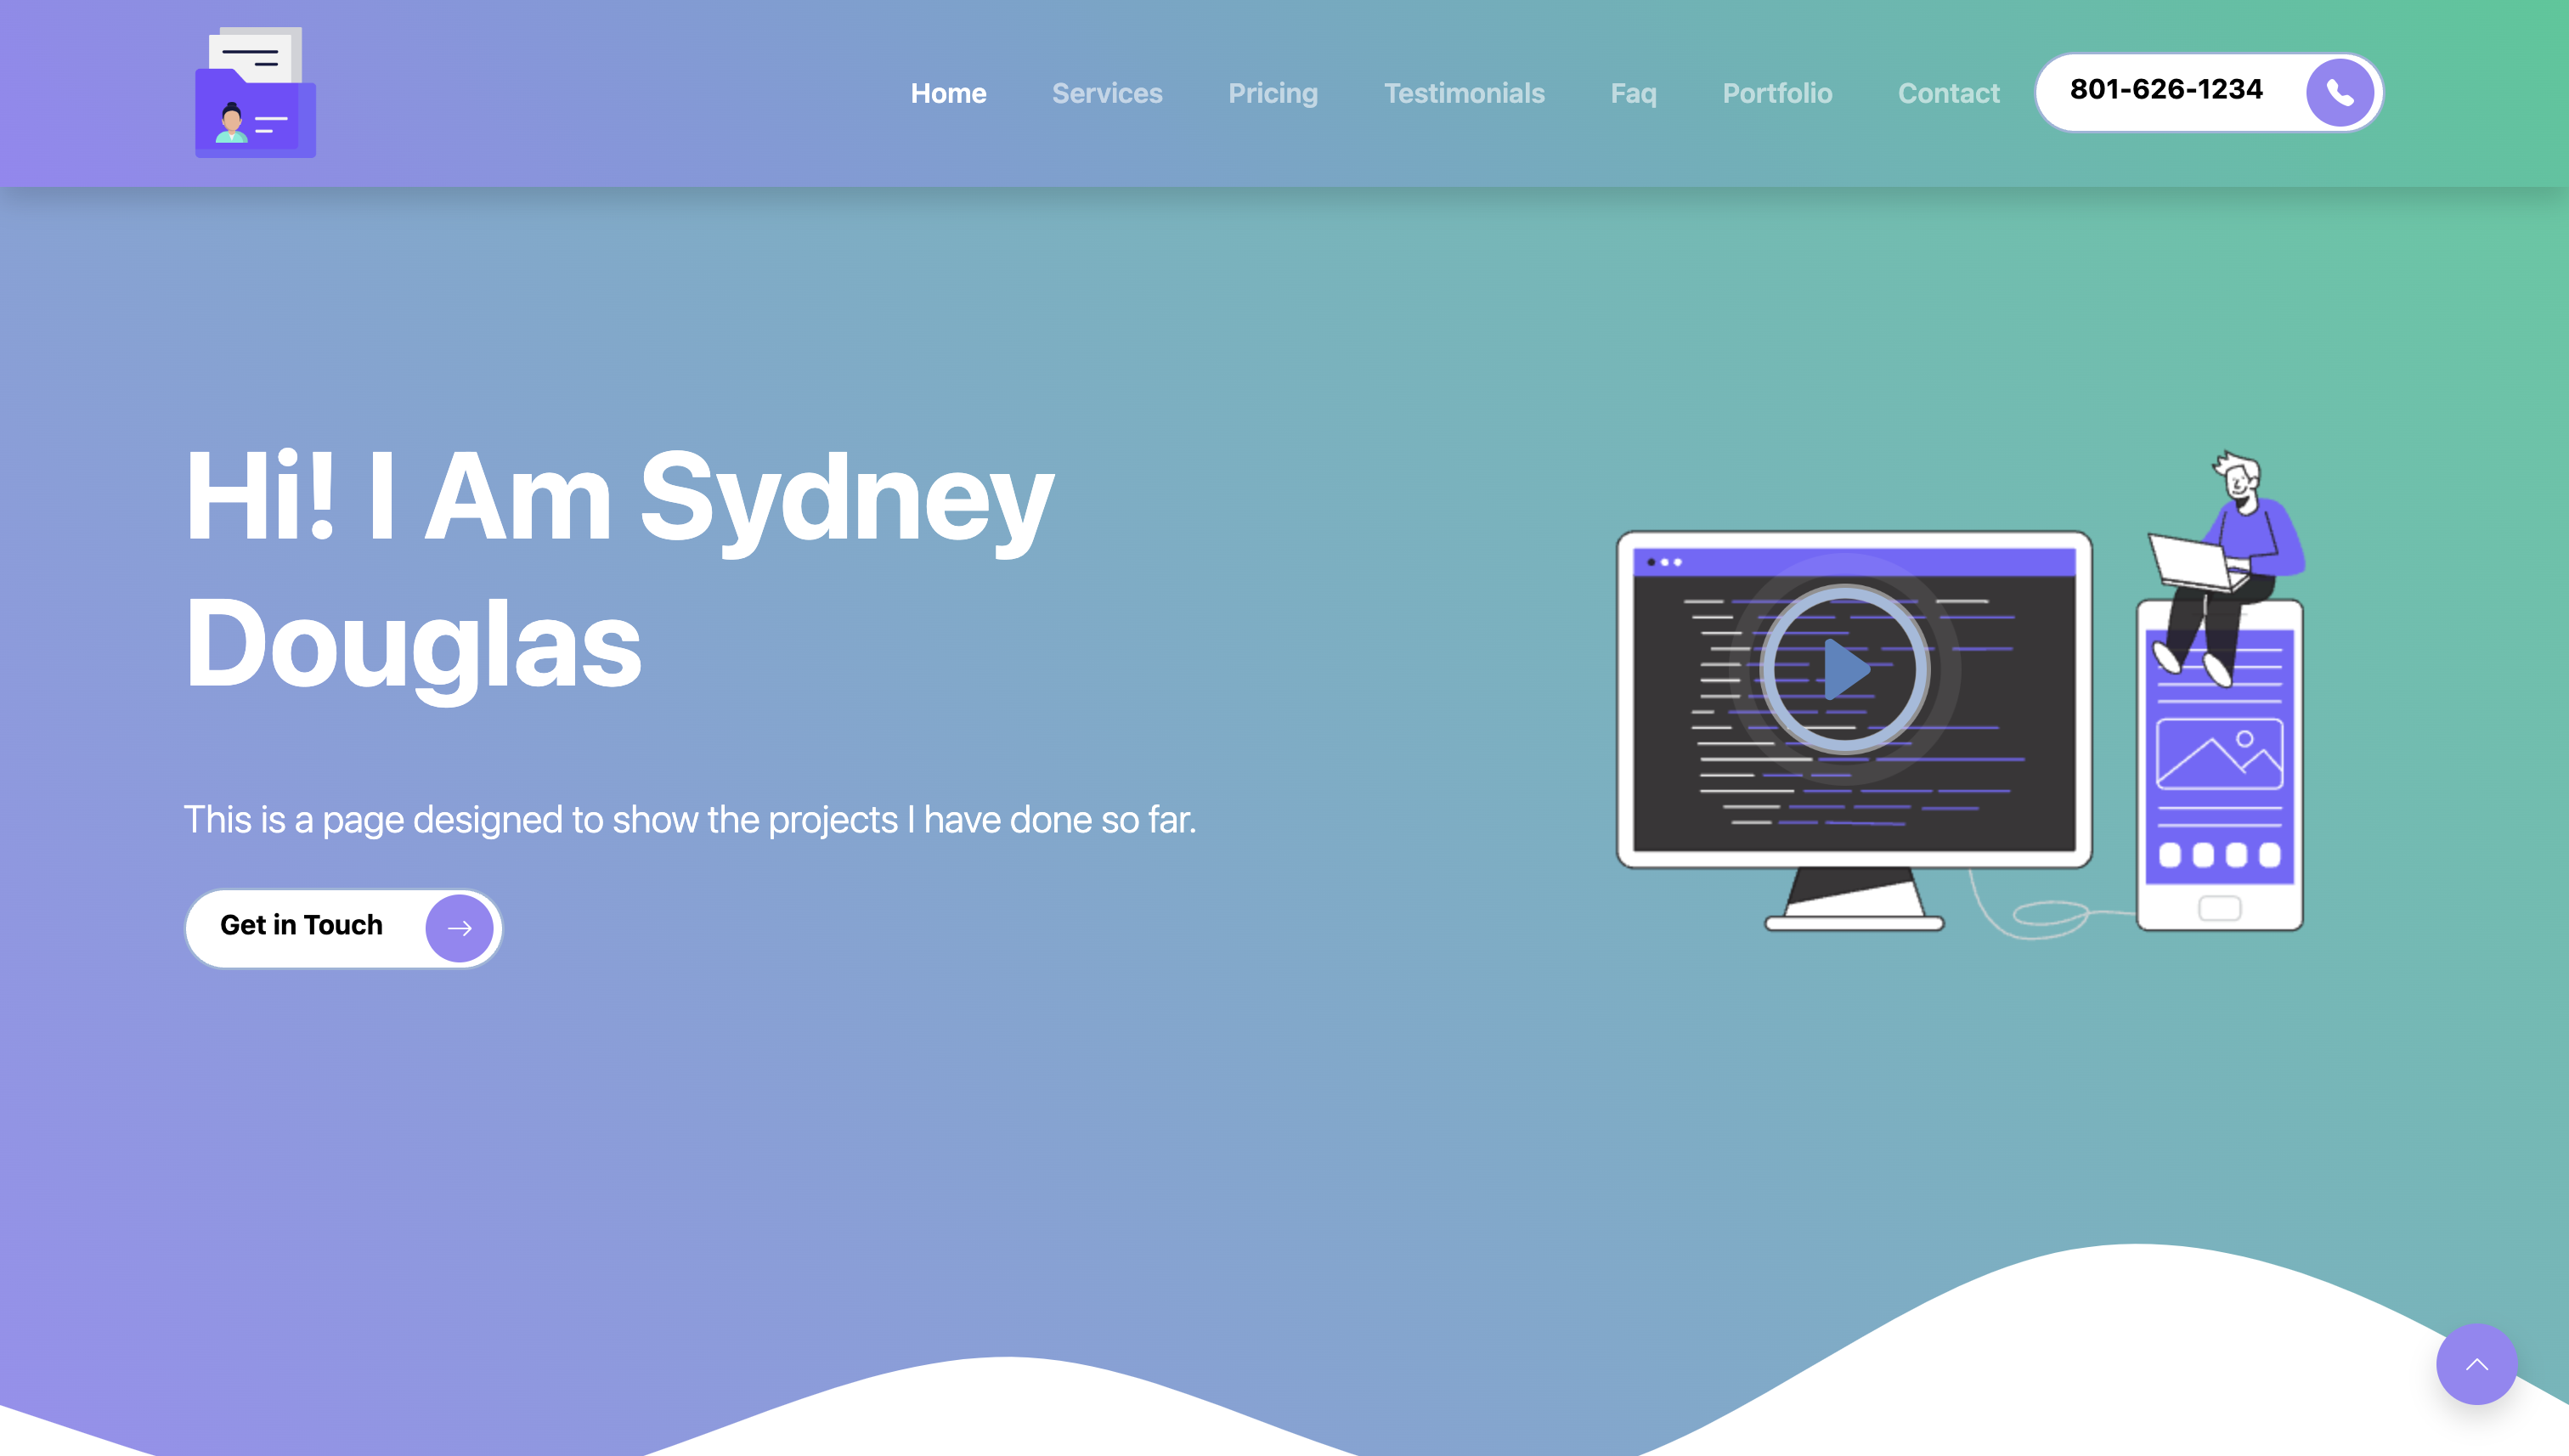 Home Services Pricing Testimonials Faq Portfolio Contact 801-626-1234
Hi! I Am Sydney
Douglas
This is a page designed to show the projects I have done so far.
Get in Touch